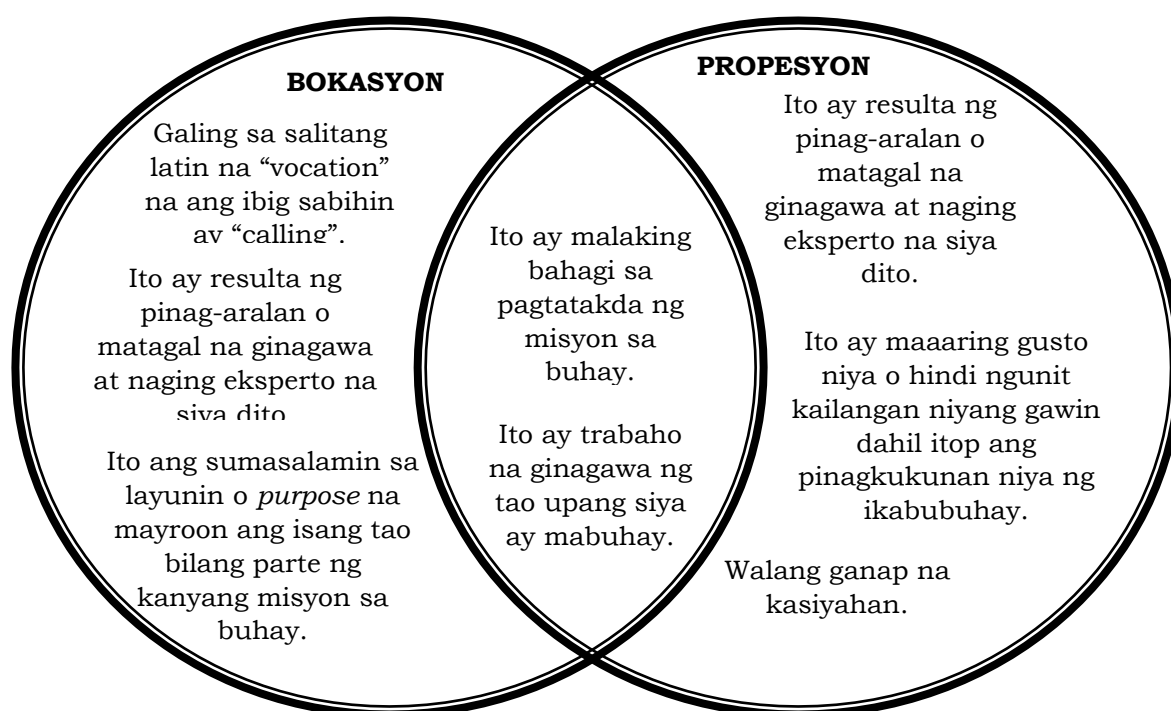 BOKASYON
Galing sa salitang
latin na “vocation”
na ang ibig sabihin
ay “calling”.
Ito ay resulta ng
pinag-aralan o
matagal na ginagawa
at naging eksperto na
siya dito
Ito ang sumasalamin sa
layunin o purpose na
mayroon ang isang tao
bilang parte ng
kanyang misyon sa
buhay.
Ito ay malaking
bahagi sa
pagtatakda ng
misyon sa
buhay.
Ito ay trabaho
na ginagawa ng
tao upang siya
ay mabuhay.
PROPESYON
Ito ay resulta ng
pinag-aralan o
matagal na
ginagawa at naging
eksperto na siya
dito.
Ito ay maaaring gusto
niya o hindi ngunit
kailangan niyang gawin
dahil itop ang
pinagkukunan niya ng
ikabubuhay.
Walang ganap na
kasiyahan.